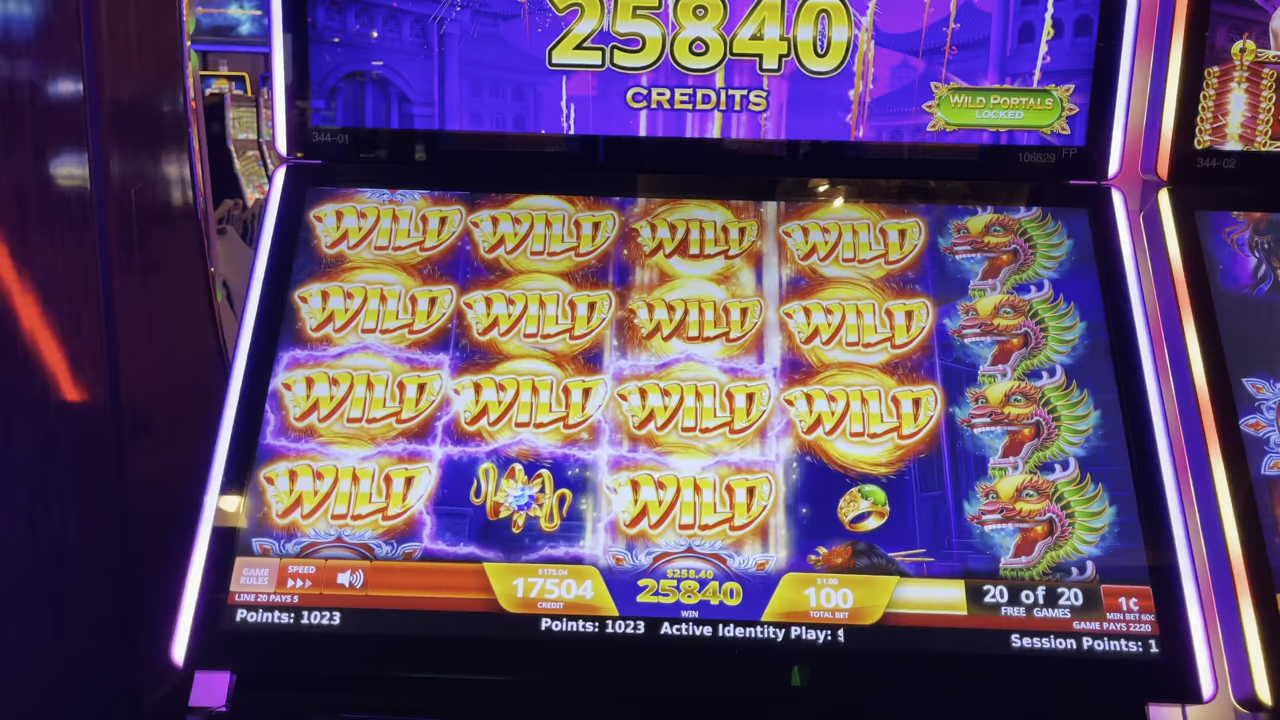 25840
CREDITS
WILD PORTALS
LOCKED
344-01
106829 FP
344-02
WILD WILD WILD WILD
WILD WILD WILD WILD
WILD WILD WILD WILD
WILD WILD
GAME RULES
SPEED
$175.04
17504
CREDIT
$258.40
25840
WIN
$1.00
100
TOTAL BET
20 of 20
FREE GAMES
1¢
MIN BET 60C
LINE 20 PAYS 5
GAME PAYS 2220
Points: 1023
Points: 1023 Active Identity Play:
Session Points: 1